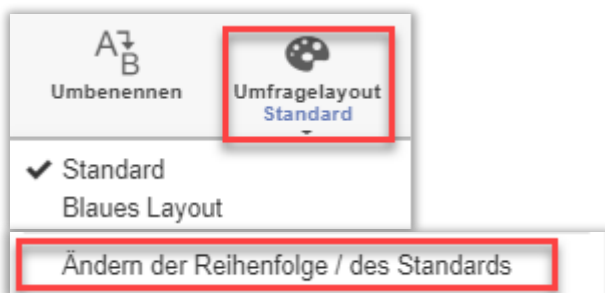 A
B
Umbenennen
Umfragelayout
Standard
Standard
Blaues Layout
Ändern der Reihenfolge / des Standards